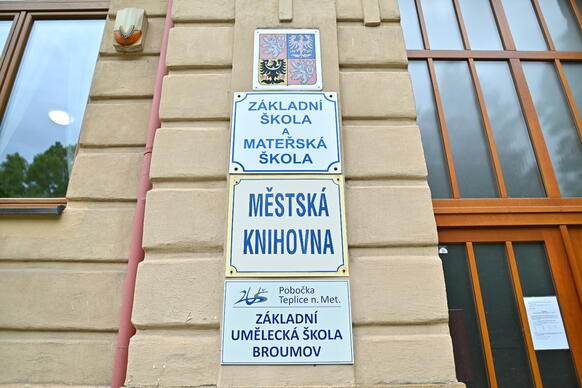 ZÁKLADNÍ
ŠKOLA
A
MATEŘSKÁ
ŠKOLA
MĚSTSKÁ
KNIHOVNA
Pobočka
Teplice n. Met.
ZÁKLADNÍ
UMĚLECKÁ ŠKOLA
BROUMOV